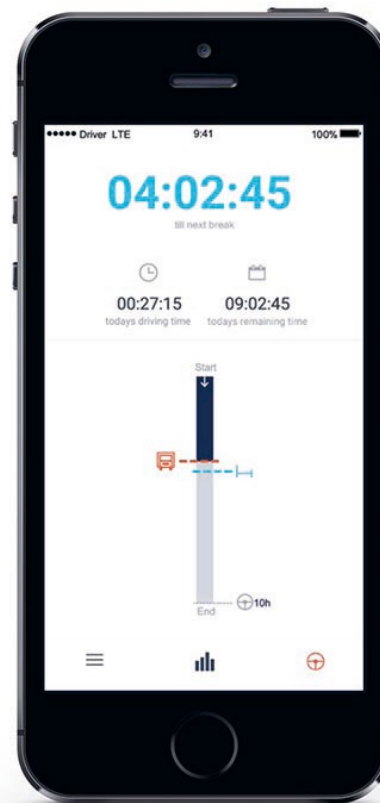 Driver LTE 9:41 100%
04:02:45
till next break
00:27:15 09:02:45
todays driving time todays remaining time
Start
10h
End